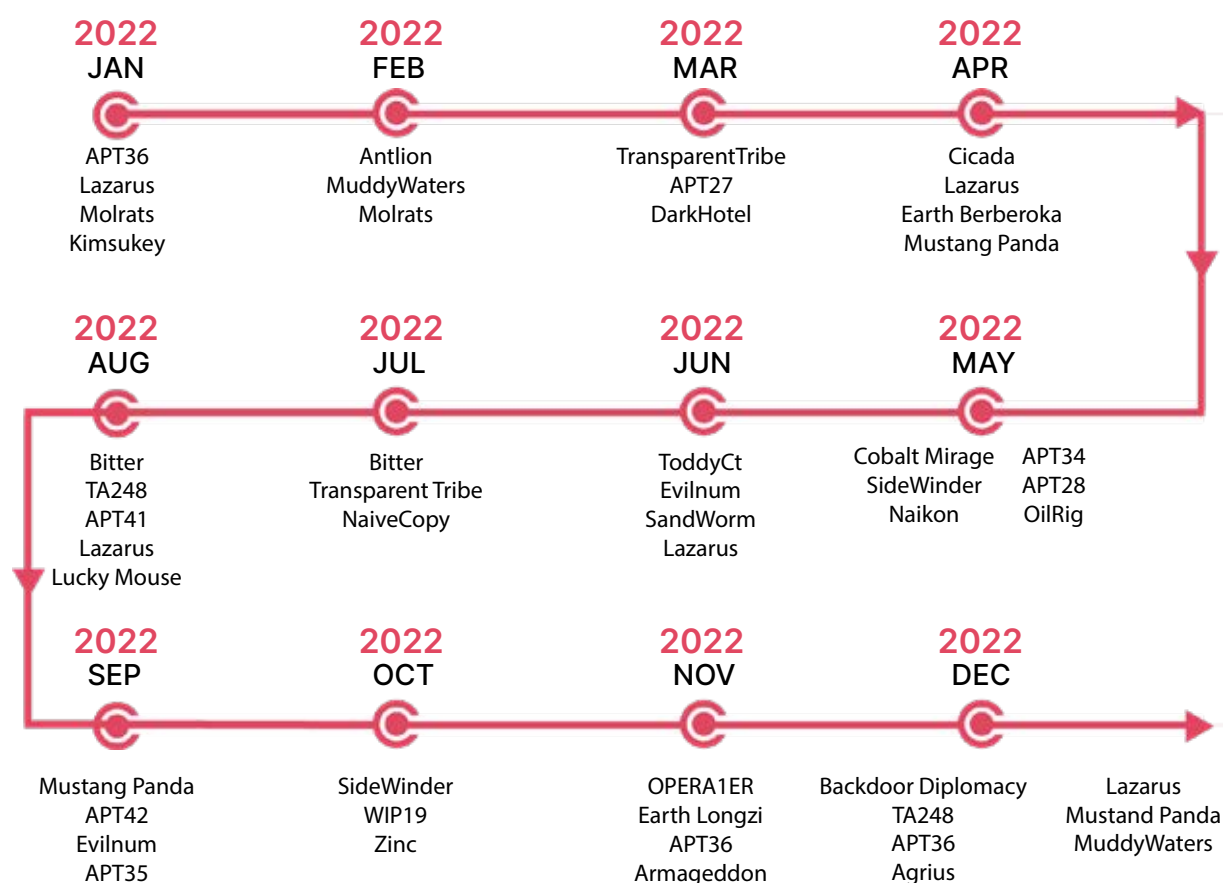 2022
JAN
APT36
Lazarus
Molrats
Kimsukey
2022
FEB
Antlion
MuddyWaters
Molrats
2022
MAR
TransparentTribe
APT27
DarkHotel
2022
APR
Cicada
Lazarus
Earth Berberoka
Mustang Panda
2022
MAY
Cobalt Mirage
SideWinder
Naikon
APT34
APT28
OilRig
2022
JUN
ToddyCt
Evilnum
SandWorm
Lazarus
2022
JUL
Bitter
Transparent Tribe
NaiveCopy
2022
AUG
Bitter
TA248
APT41
Lazarus
Lucky Mouse
2022
SEP
Mustang Panda
APT42
Evilnum
APT35
2022
OCT
SideWinder
WIP19
Zinc
2022
NOV
OPERA1ER
Earth Longzi
APT36
Armageddon
2022
DEC
Backdoor Diplomacy
TA248
APT36
Agrius
Lazarus
Mustand Panda
MuddyWaters